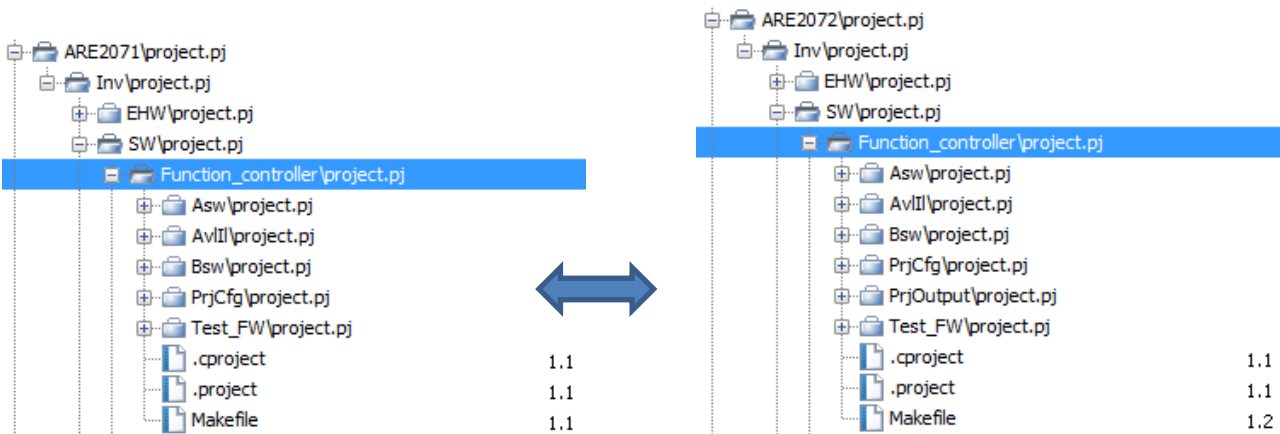 ARE2071\project.pj
Inv\project.pj
EHW\project.pj
SW\project.pj
Function_controller\project.pj
Asw\project.pj
AvlIl\project.pj
Bsw\project.pj
PrjCfg\project.pj
Test_FW\project.pj
.cproject 1.1
.project 1.1
Makefile 1.1
ARE2072\project.pj
Inv\project.pj
EHW\project.pj
SW\project.pj
Function_controller\project.pj
Asw\project.pj
AvlIl\project.pj
Bsw\project.pj
PrjCfg\project.pj
PrjOutput\project.pj
Test_FW\project.pj
.cproject 1.1
.project 1.1
Makefile 1.2